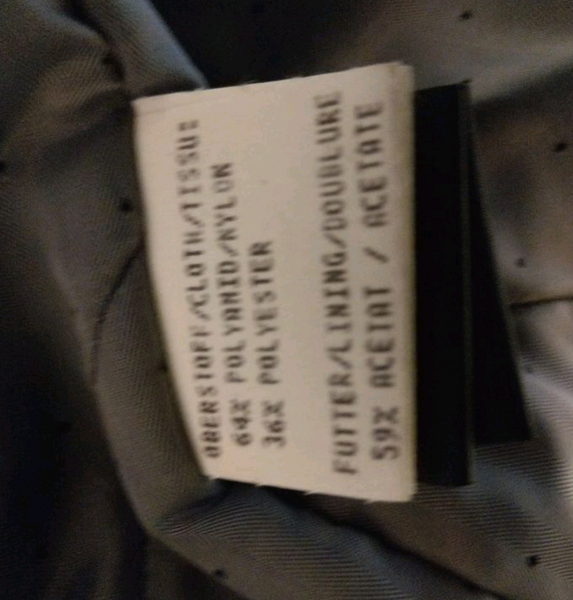 OBERSTOFF/CLOTH/TISSU:
64% POLYAMID/NYLON
36% POLYESTER
FUTTER/LINING/DOUBLURE
59% ACETAT / ACETATE